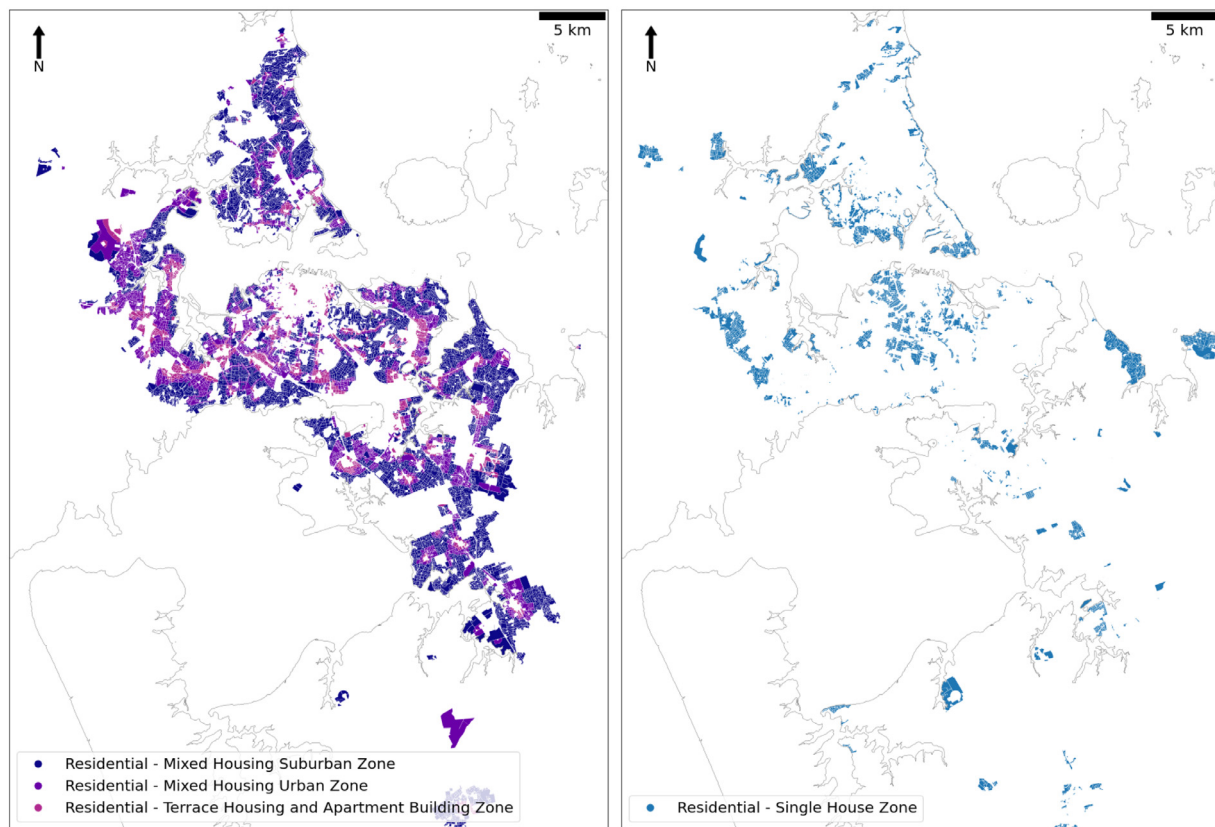 5 km
N
Residential - Mixed Housing Suburban Zone
Residential - Mixed Housing Urban Zone
Residential - Terrace Housing and Apartment Building Zone
5 km
N
Residential - Single House Zone